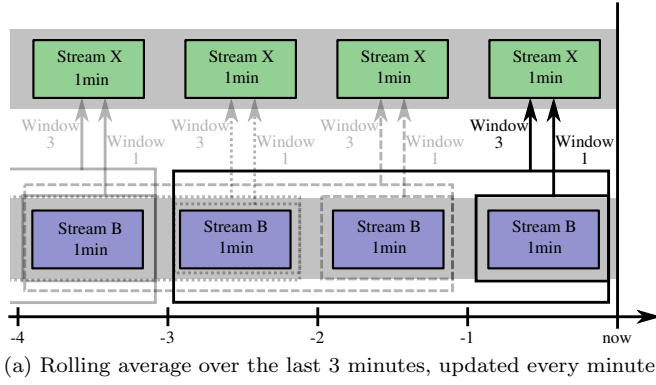 Stream X
1min
Stream X
1min
Stream X
1min
Stream X
1min
Window
3
Window
1
Window
3
Window
1
Window
3
Window
1
Window
3
Window
1
Stream B
1min
Stream B
1min
Stream B
1min
Stream B
1min
-4 -3 -2 -1 now
(a) Rolling average over the last 3 minutes, updated every minute